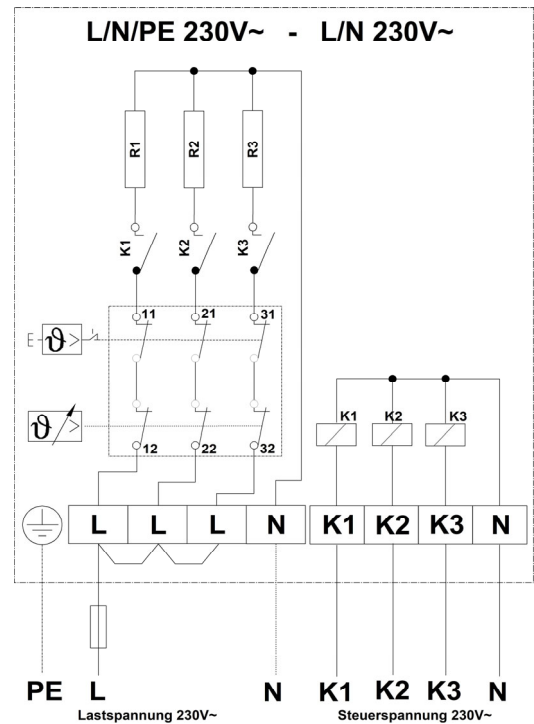 L/N/PE 230V~ - L/N 230V~
R1 R2 R3
K1 K2 K3
11 21 31
E ϑ >
ϑ >
12 22 32
K1 K2 K3
L L L N K1 K2 K3 N
PE L N K1 K2 K3 N
Lastspannung 230V~ Steuerspannung 230V~